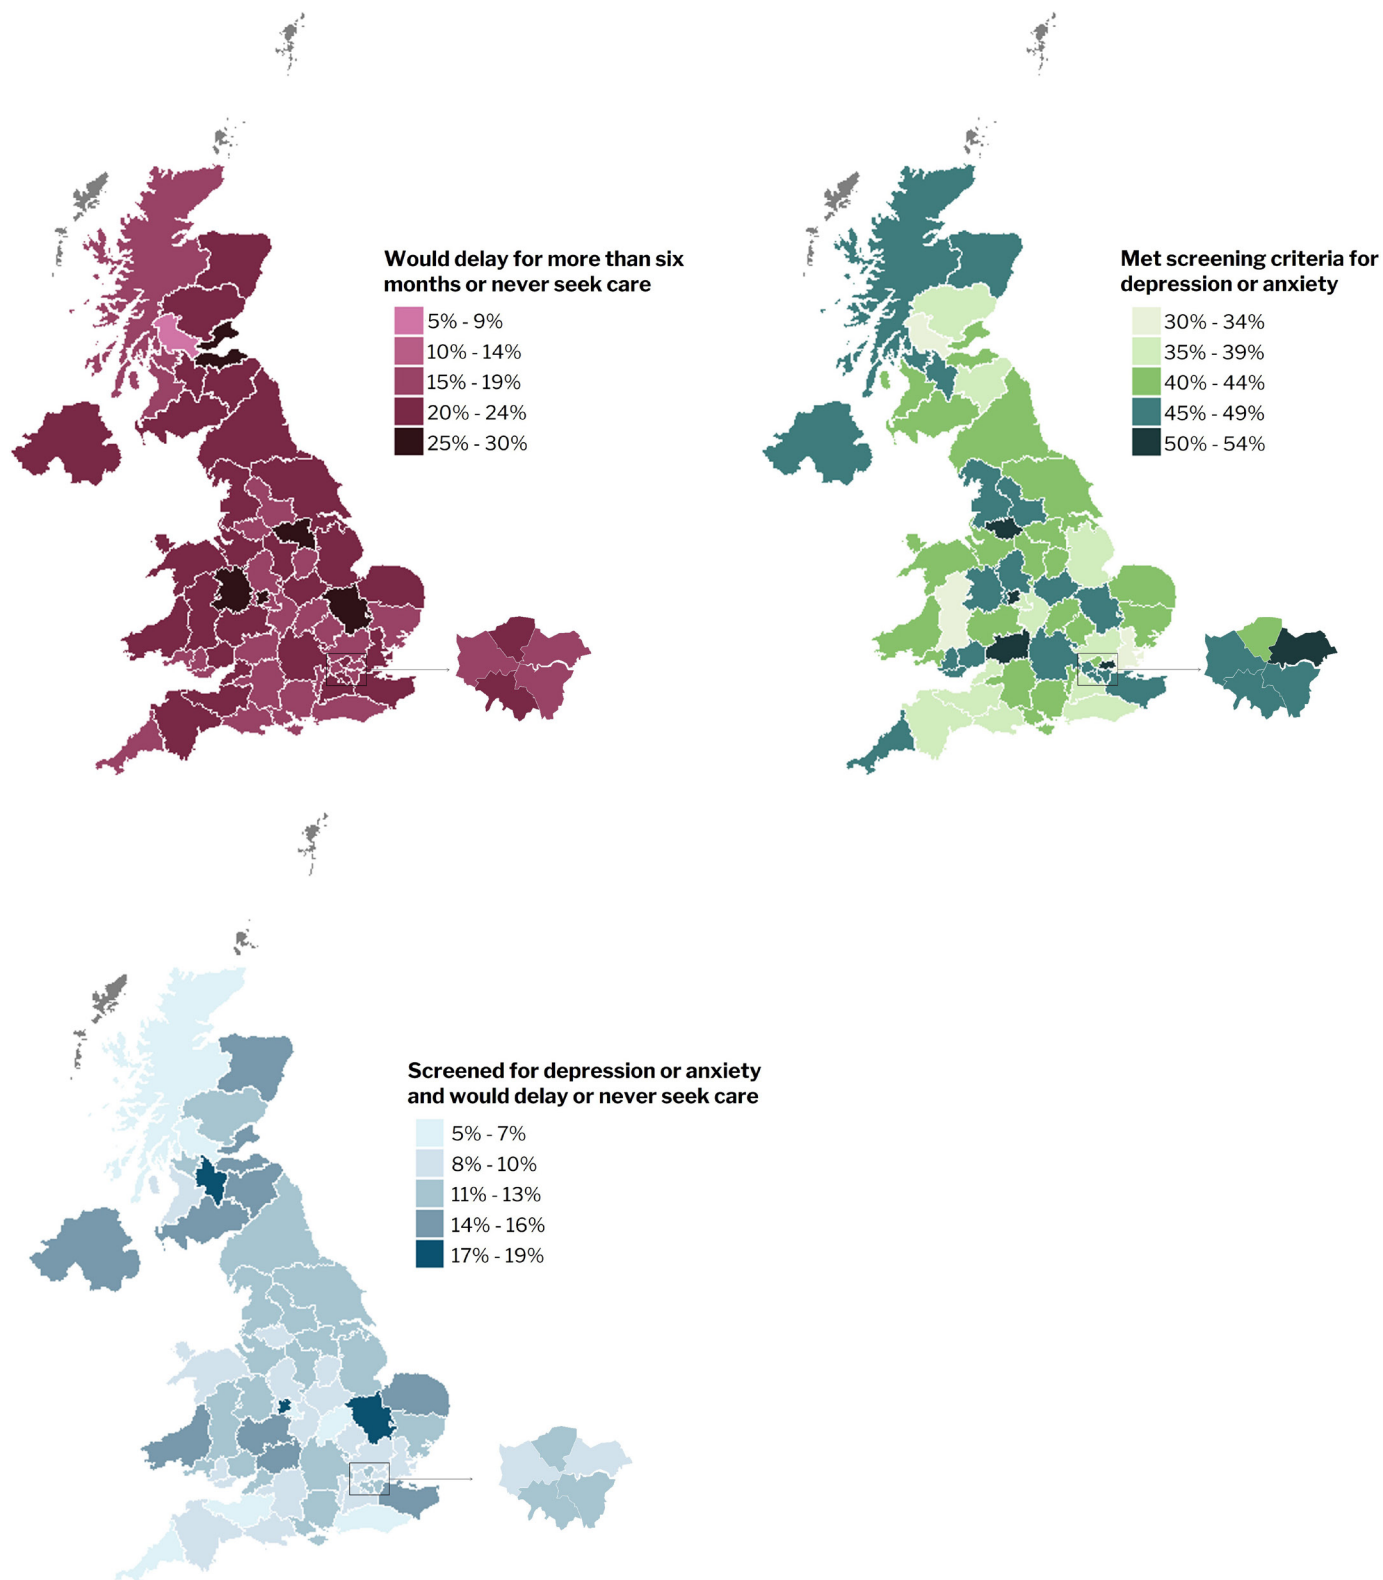 Would delay for more than six
months or never seek care
5% - 9%
10% - 14%
15% - 19%
20% - 24%
25% - 30%
Met screening criteria for
depression or anxiety
30% - 34%
35% - 39%
40% - 44%
45% - 49%
50% - 54%
Screened for depression or anxiety
and would delay or never seek care
5% - 7%
8% - 10%
11% - 13%
14% - 16%
17% - 19%